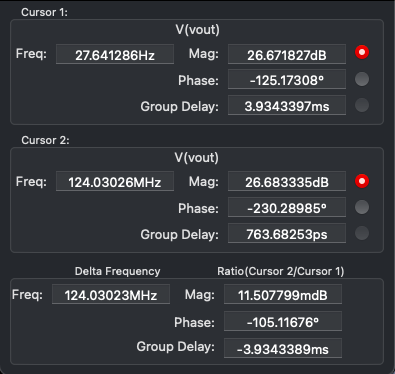 Cursor 1:
V(vout)
Freq: 27.641286Hz Mag: 26.671827dB
Phase: -125.17308°
Group Delay: 3.9343397ms
Cursor 2:
V(vout)
Freq: 124.03026MHz Mag: 26.683335dB
Phase: -230.28985°
Group Delay: 763.68253ps
Delta Frequency Ratio(Cursor 2/Cursor 1)
Freq: 124.03023MHz Mag: 11.507799mdB
Phase: -105.11676°
Group Delay: -3.9343389ms